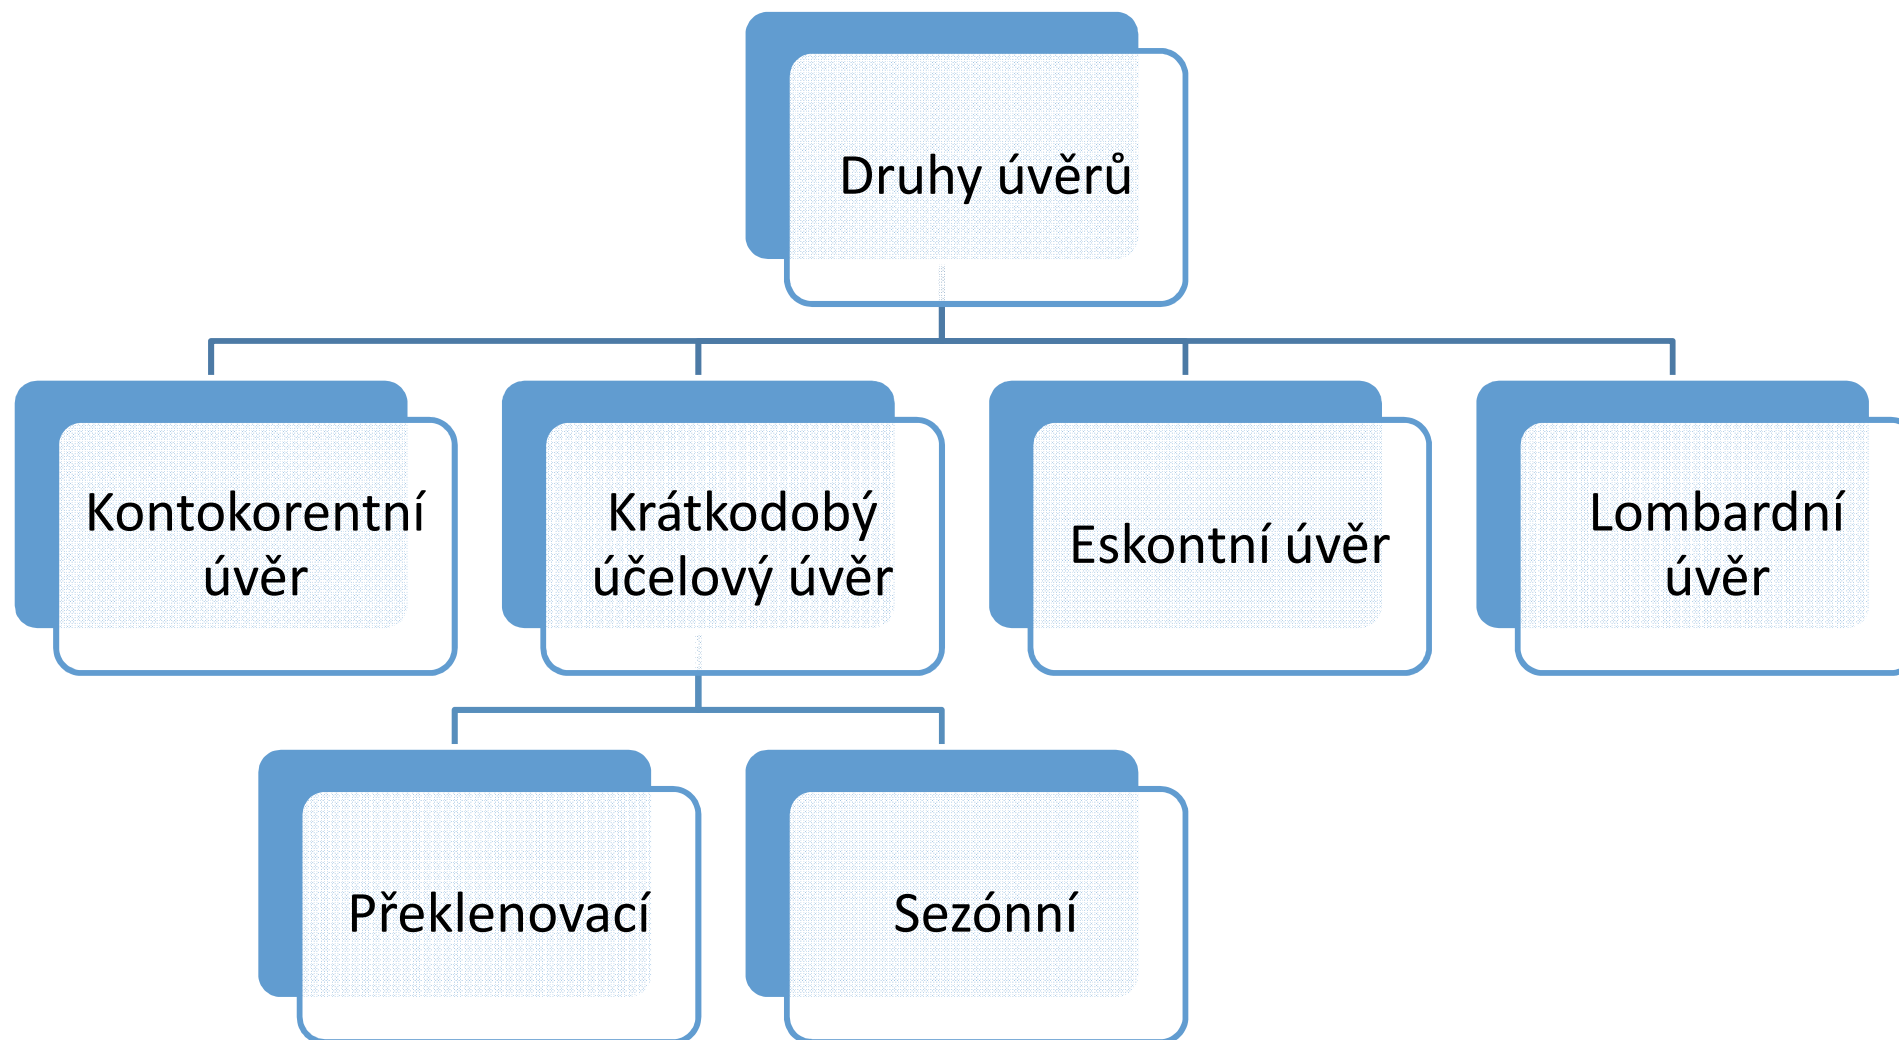 Druhy úvěrů
Kontokorentní
úvěr
Krátkodobý
účelový úvěr
Eskontní úvěr
Lombardní
úvěr
Překlenovací
Sezónní